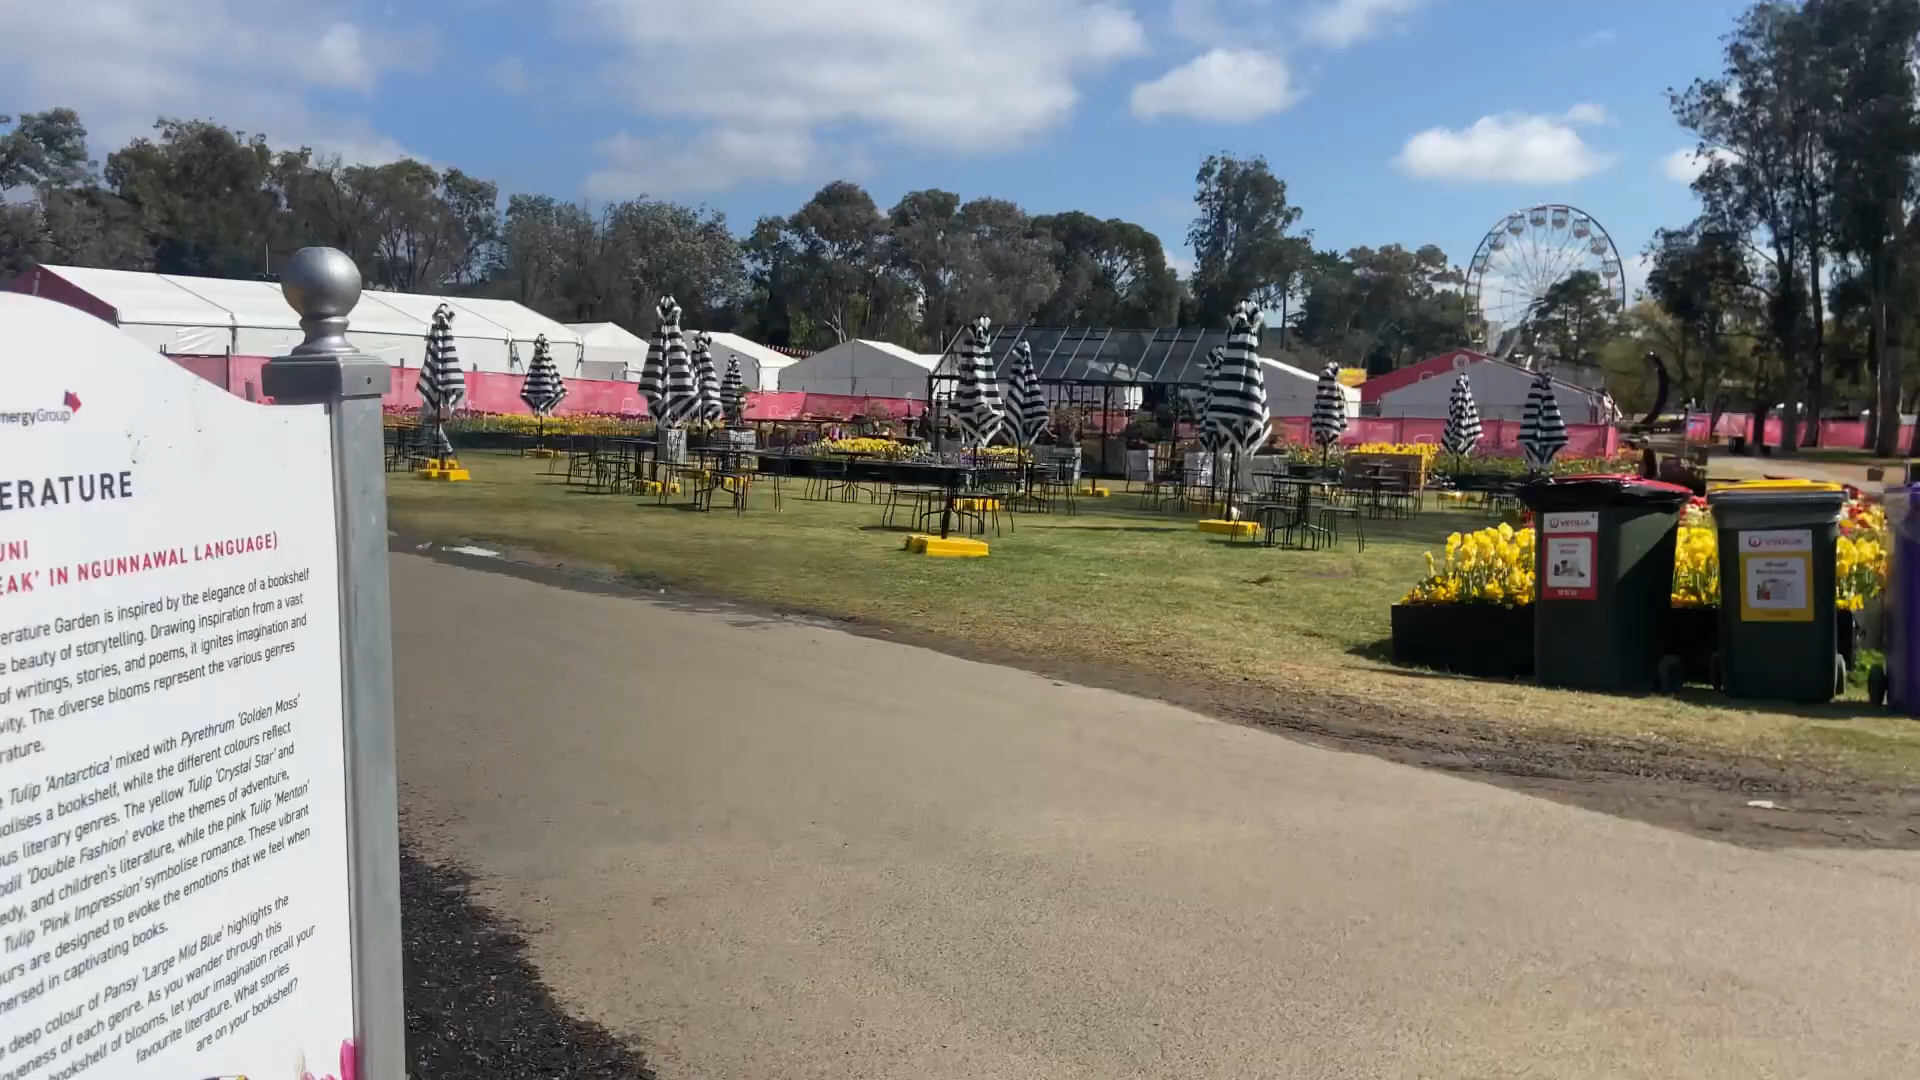 nergyGroup
ERATURE
UNI
EAK' IN NGUNNAWAL LANGUAGE)
erature Garden is inspired by the elegance of a bookshelf
e beauty of storytelling. Drawing inspiration from a vast
of writings, stories, and poems, it ignites imagination and
vity. The diverse blooms represent the various genres
rature.
e Tulip 'Antarctica' mixed with Pyrethrum 'Golden Moss'
olises a bookshelf, while the different colours reflect
ous literary genres. The yellow Tulip 'Crystal Star' and
odil 'Double Fashion' evoke the themes of adventure,
edy, and children's literature, while the pink Tulip 'Menton'
Tulip 'Pink Impression' symbolise romance. These vibrant
ours are designed to evoke the emotions that we feel when
mersed in captivating books.
e deep colour of Pansy 'Large Mid Blue' highlights the
queness of each genre. As you wander through this
bookshelf of blooms, let your imagination recall your
favourite literature. What stories
are on your bookshelf?
VEOLIA
VEOLIA